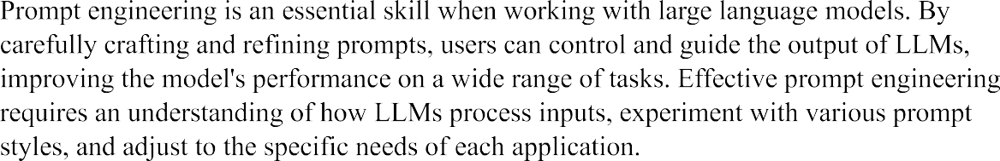 Prompt engineering is an essential skill when working with large language models. By
carefully crafting and refining prompts, users can control and guide the output of LLMs,
improving the model's performance on a wide range of tasks. Effective prompt engineering
requires an understanding of how LLMs process inputs, experiment with various prompt
styles, and adjust to the specific needs of each application.